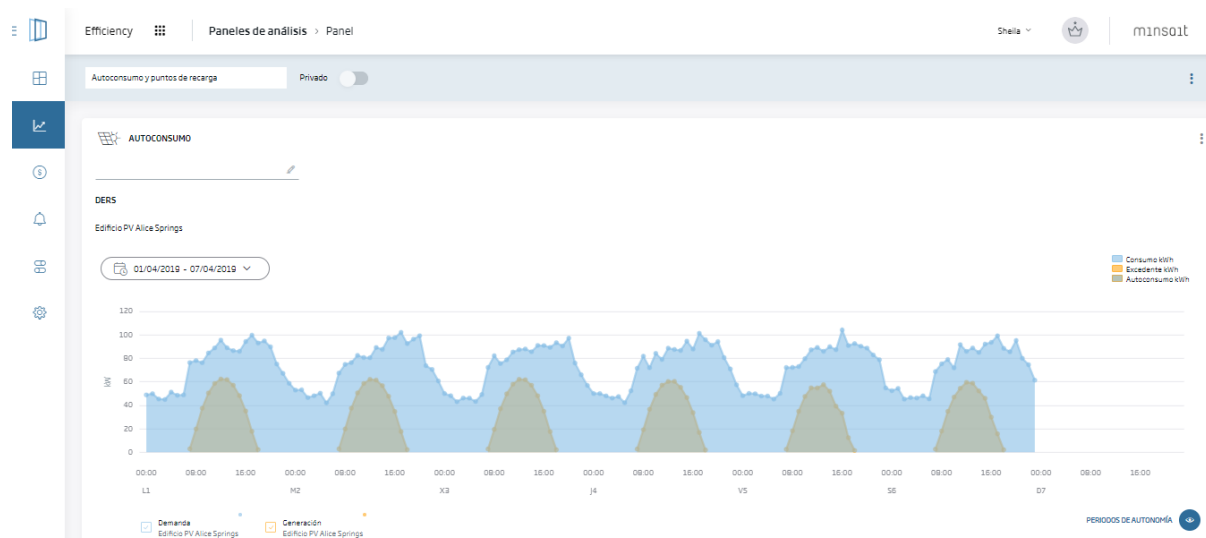 Efficiency
Paneles de análisis > Panel
Sheila
minsait
Autoconsumo y puntos de recarga
Privado
AUTOCONSUMO
DERS
Edificio PV Alice Springs
01/04/2019 - 07/04/2019
Consumo kWh
Excedente kWh
Autoconsumo kWh
120
100
80
60
40
20
0
kW
00:00 08:00 16:00 00:00 08:00 16:00 00:00 08:00 16:00 00:00 08:00 16:00 00:00 08:00 16:00 00:00 08:00 16:00 00:00 08:00 16:00
L1 M2 X3 J4 V5 S6 D7
Demanda
Edificio PV Alice Springs
Generación
Edificio PV Alice Springs
PERIODOS DE AUTONOMÍA